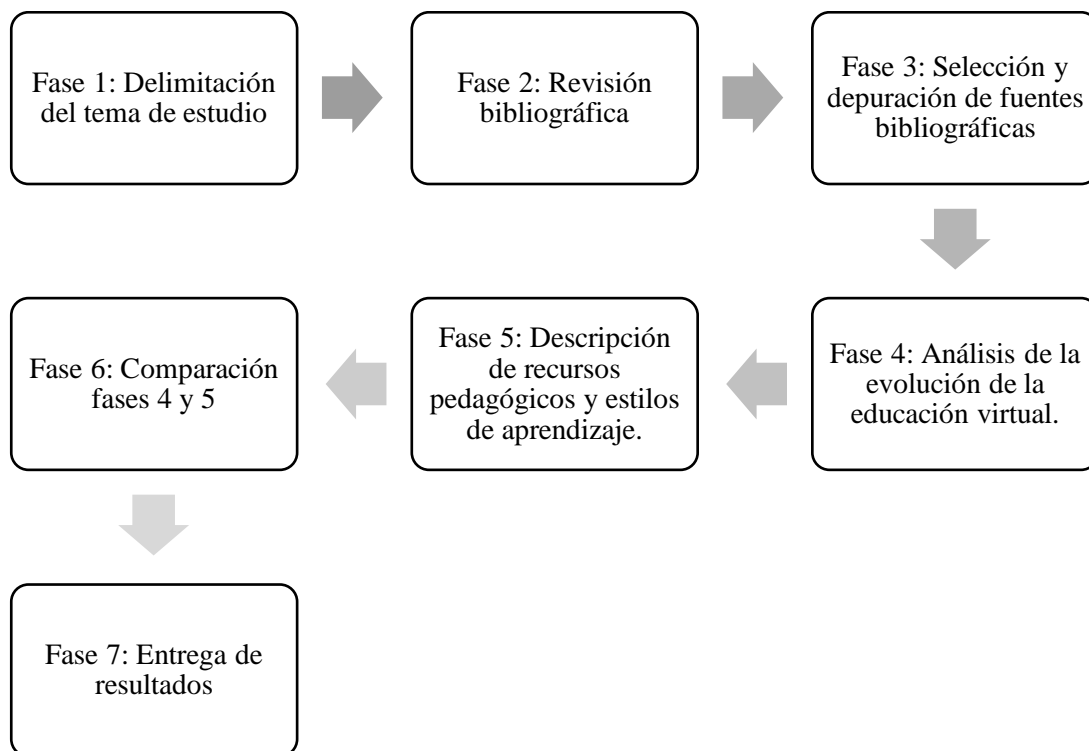 Fase 1: Delimitación
del tema de estudio
Fase 2: Revisión
bibliográfica
Fase 3: Selección y
depuración de fuentes
bibliográficas
Fase 4: Análisis de la
evolución de la
educación virtual.
Fase 5: Descripción
de recursos
pedagógicos y estilos
de aprendizaje.
Fase 6: Comparación
fases 4 y 5
Fase 7: Entrega de
resultados